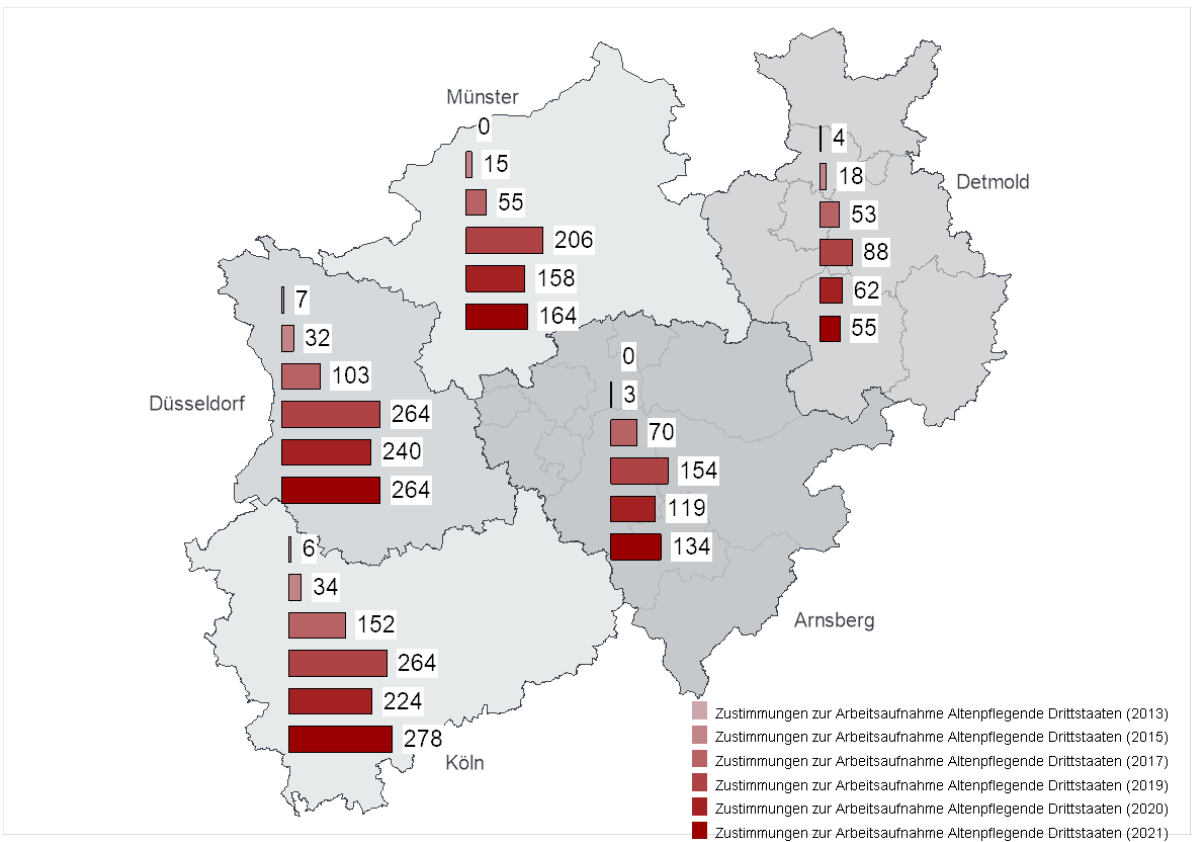 Münster
0
15
55
206
158
164
Detmold
4
18
53
88
62
55
Düsseldorf
7
32
103
264
240
264
Arnsberg
0
3
70
154
119
134
Köln
6
34
152
264
224
278
Zustimmungen zur Arbeitsaufnahme Altenpflegende Drittstaaten (2013)
Zustimmungen zur Arbeitsaufnahme Altenpflegende Drittstaaten (2015)
Zustimmungen zur Arbeitsaufnahme Altenpflegende Drittstaaten (2017)
Zustimmungen zur Arbeitsaufnahme Altenpflegende Drittstaaten (2019)
Zustimmungen zur Arbeitsaufnahme Altenpflegende Drittstaaten (2020)
Zustimmungen zur Arbeitsaufnahme Altenpflegende Drittstaaten (2021)